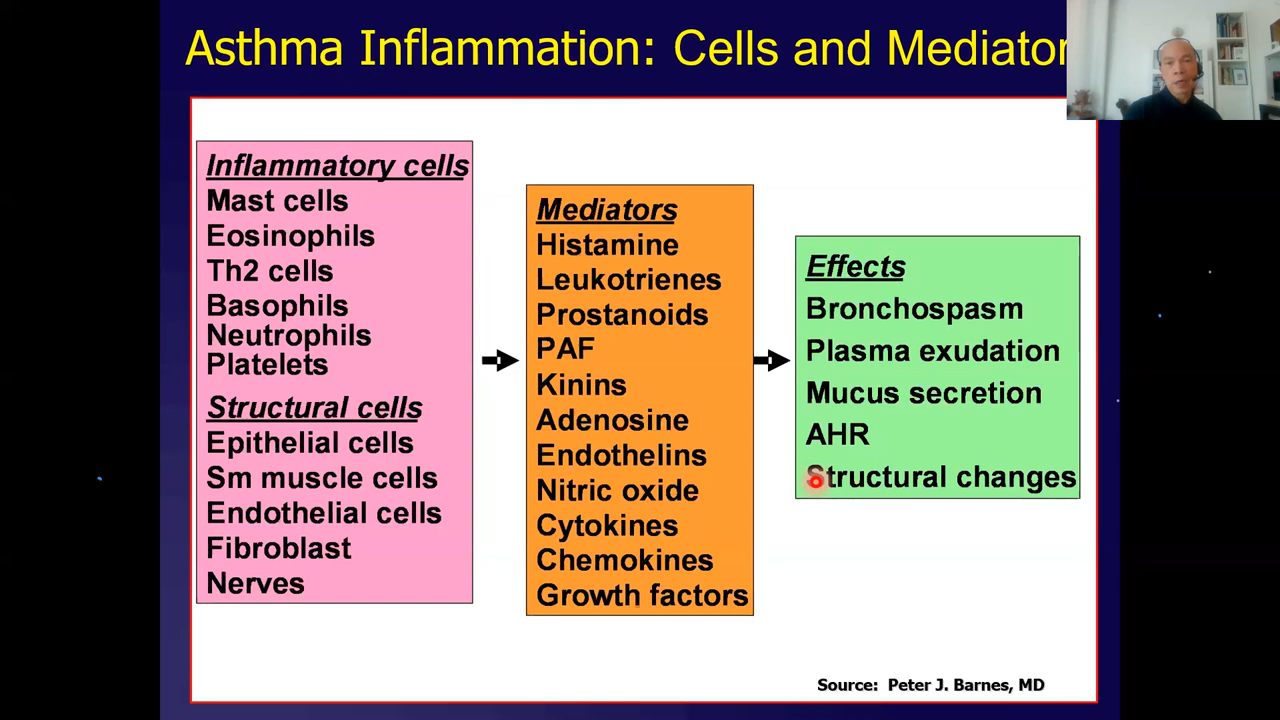 Asthma Inflammation: Cells and Mediator
Inflammatory cells
Mast cells
Eosinophils
Th2 cells
Basophils
Neutrophils
Platelets
Structural cells
Epithelial cells
Sm muscle cells
Endothelial cells
Fibroblast
Nerves
Mediators
Histamine
Leukotrienes
Prostanoids
PAF
Kinins
Adenosine
Endothelins
Nitric oxide
Cytokines
Chemokines
Growth factors
Effects
Bronchospasm
Plasma exudation
Mucus secretion
AHR
Structural changes
Source: Peter J. Barnes, MD